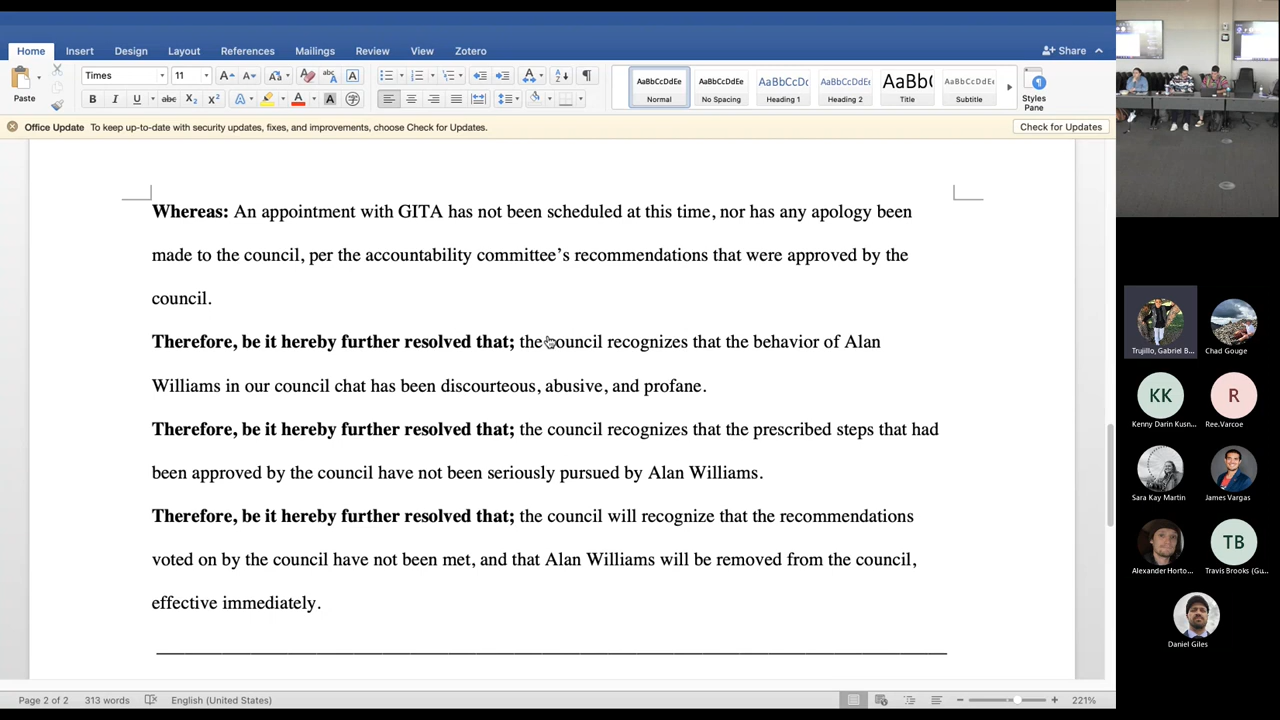 Home Insert Design Layout References Mailings Review View Zotero Share
Paste Times 11 AaBbCcDdEe AaBbCcDdEe AaBbCcDc AaBbCcDdEe AaBb( AaBbCcDdEe
Normal No Spacing Heading 1 Heading 2 Title Subtitle Styles Pane
Office Update To keep up-to-date with security updates, fixes, and improvements, choose Check for Updates. Check for Updates
Whereas: An appointment with GITA has not been scheduled at this time, nor has any apology been
made to the council, per the accountability committee's recommendations that were approved by the
council.
Therefore, be it hereby further resolved that; the council recognizes that the behavior of Alan
Williams in our council chat has been discourteous, abusive, and profane.
Therefore, be it hereby further resolved that; the council recognizes that the prescribed steps that had
been approved by the council have not been seriously pursued by Alan Williams.
Therefore, be it hereby further resolved that; the council will recognize that the recommendations
voted on by the council have not been met, and that Alan Williams will be removed from the council,
effective immediately.
Page 2 of 2 313 words English (United States) 221%
Trujillo, Gabriel B... Chad Gouge
KK R
Kenny Darin Kusn... Ree.Varcoe
Sara Kay Martin James Vargas
TB
Alexander Horto... Travis Brooks (Gu...
Daniel Giles